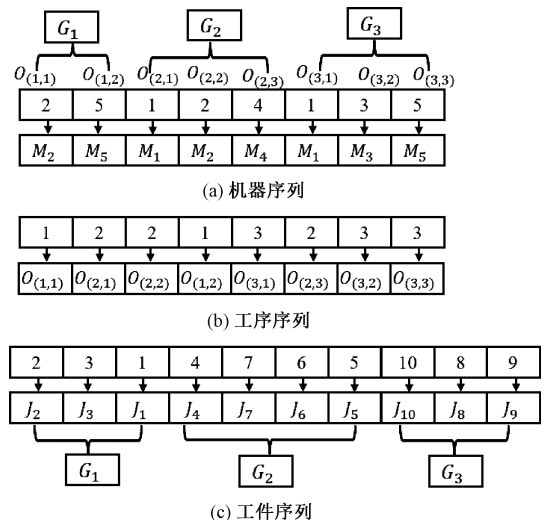 G₁ G₂ G₃
O(1,1) O(1,2) O(2,1) O(2,2) O(2,3) O(3,1) O(3,2) O(3,3)
2 5 1 2 4 1 3 5
M₂ M₅ M₁ M₂ M₄ M₁ M₃ M₅
(a) 机器序列
1 2 2 1 3 2 3 3
O(1,1) O(2,1) O(2,2) O(1,2) O(3,1) O(2,3) O(3,2) O(3,3)
(b) 工序序列
2 3 1 4 7 6 5 10 8 9
J₂ J₃ J₁ J₄ J₇ J₆ J₅ J₁₀ J₈ J₉
G₁ G₂ G₃
(c) 工件序列